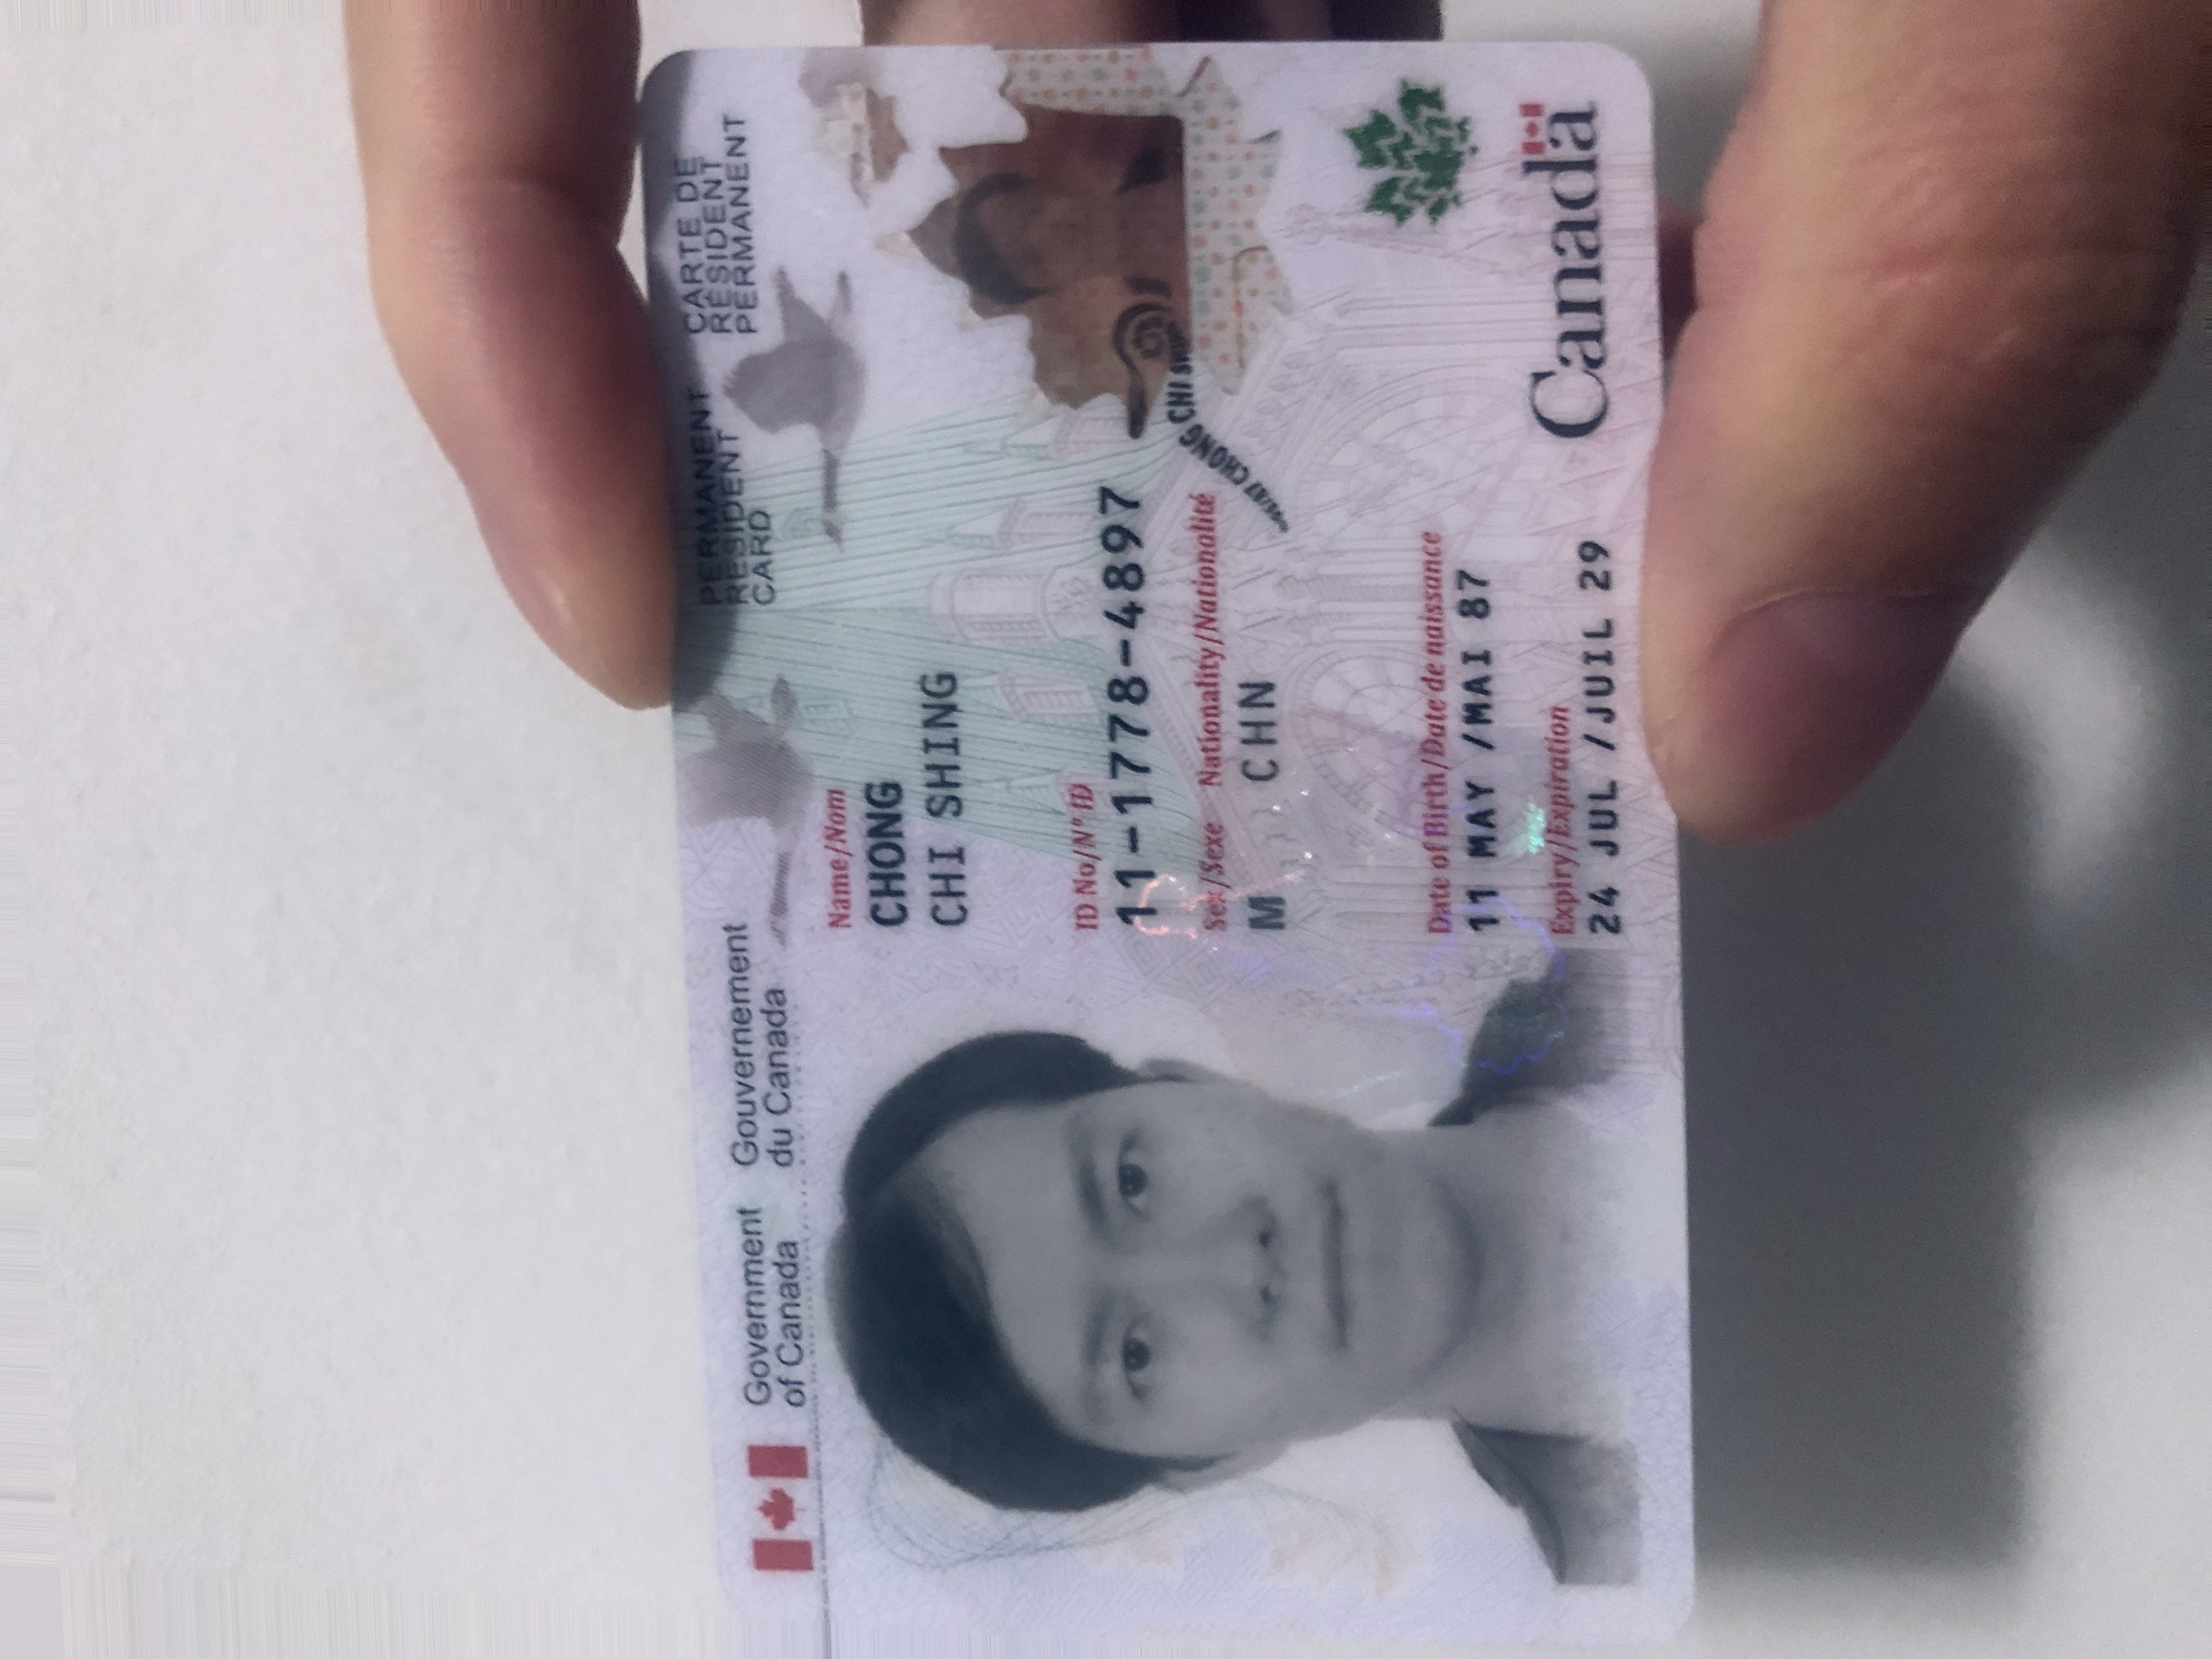 Government
of Canada
Gouvernement
du Canada
PERMANENT
RESIDENT
CARD
CARTE DE
RÉSIDENT
PERMANENT
Name/Nom
CHONG
CHI SHING
ID No/Nº ID
11-1778-4897
Sex/Sexe Nationality/Nationalité
M CHN
CHONG CHI
Date of Birth/Date de naissance
11 MAY /MAI 87
Expiry/Expiration
24 JUL /JUIL 29
Canada